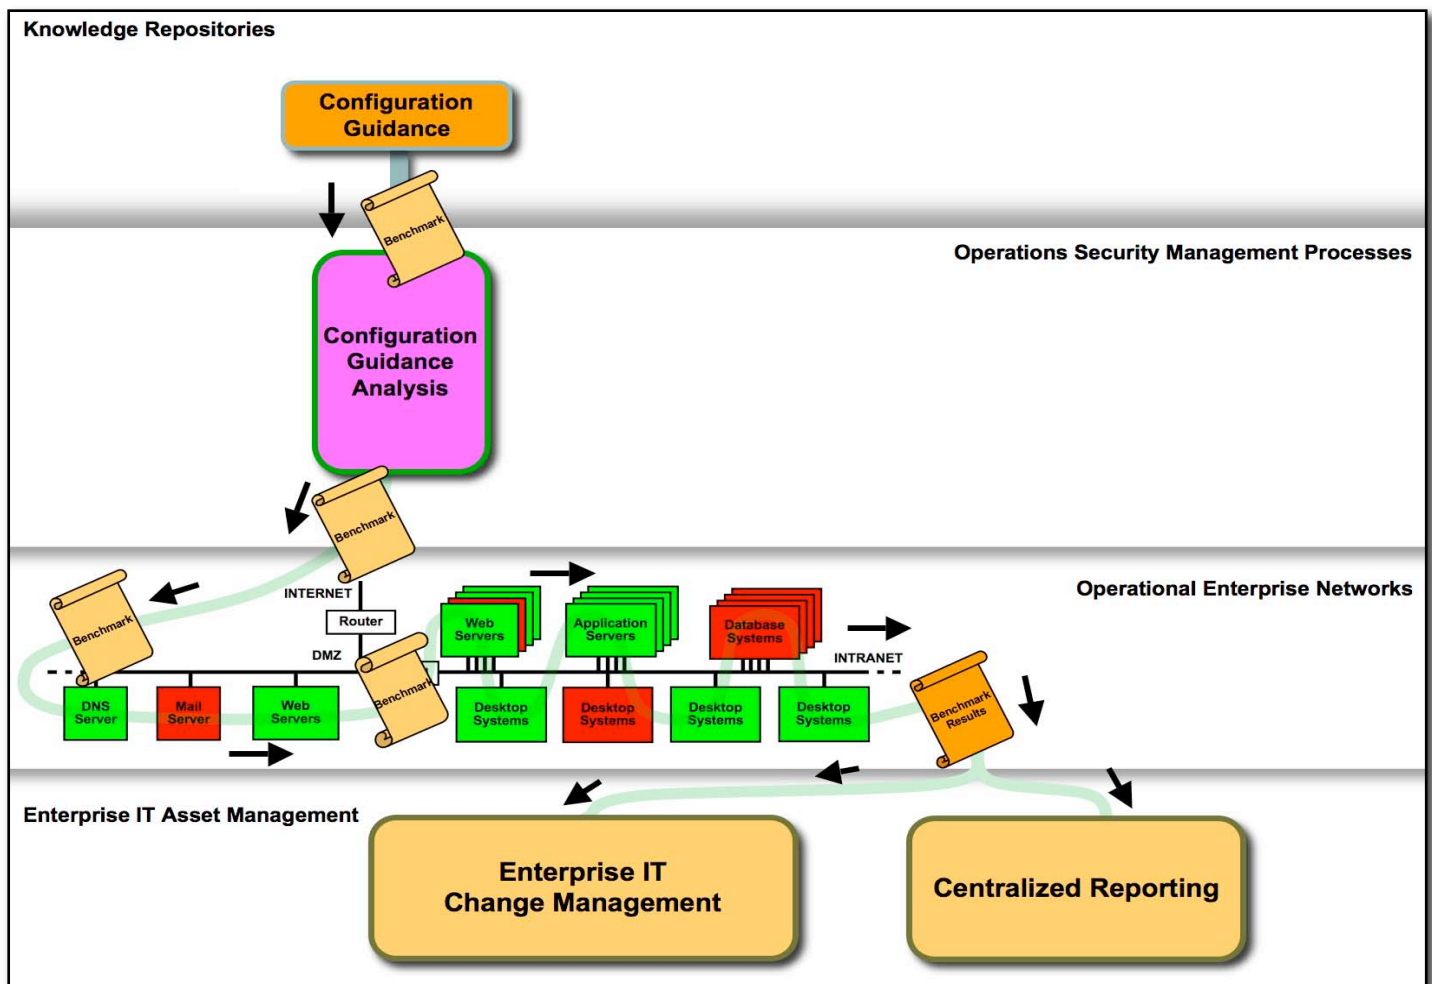 Knowledge Repositories
Configuration
Guidance
Benchmark
Operations Security Management Processes
Configuration
Guidance
Analysis
Benchmark
Operational Enterprise Networks
INTERNET
Router
DMZ
Benchmark
Benchmark
Web
Servers
Application
Servers
Database
Systems
INTRANET
DNS
Server
Mail
Server
Web
Servers
Desktop
Systems
Desktop
Systems
Desktop
Systems
Desktop
Systems
Benchmark
Results
Enterprise IT Asset Management
Enterprise IT
Change Management
Centralized Reporting